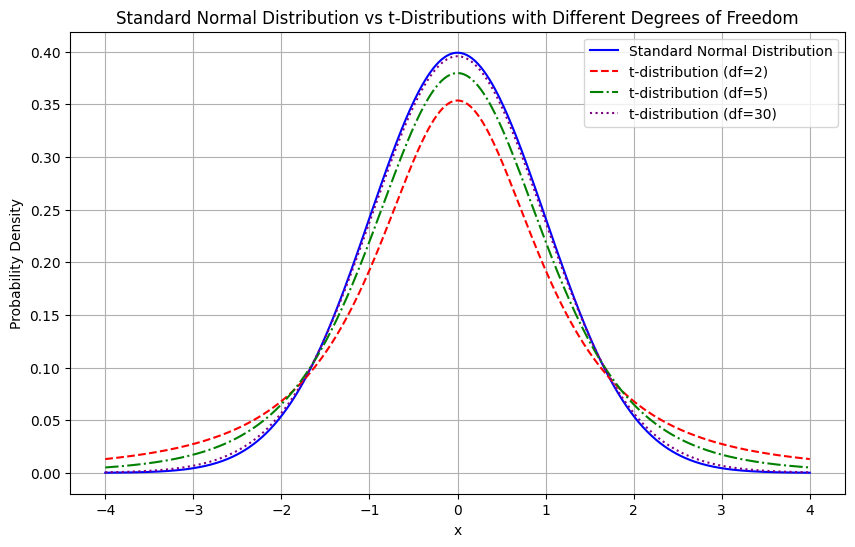 Standard Normal Distribution vs t-Distributions with Different Degrees of Freedom
Standard Normal Distribution
t-distribution (df=2)
t-distribution (df=5)
t-distribution (df=30)
Probability Density
0.40
0.35
0.30
0.25
0.20
0.15
0.10
0.05
0.00
−4 −3 −2 −1 0 1 2 3 4
x